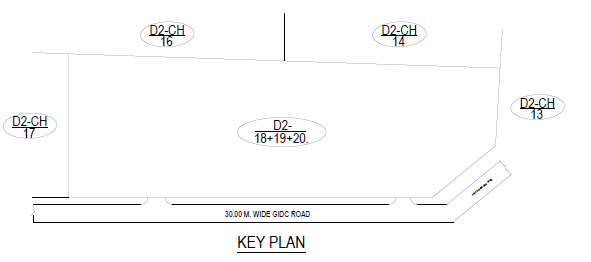 D2-CH
16
D2-CH
14
D2-CH
17
D2-CH
13
D2-
18+19+20.
30.00 M. WIDE GIDC ROAD
KEY PLAN